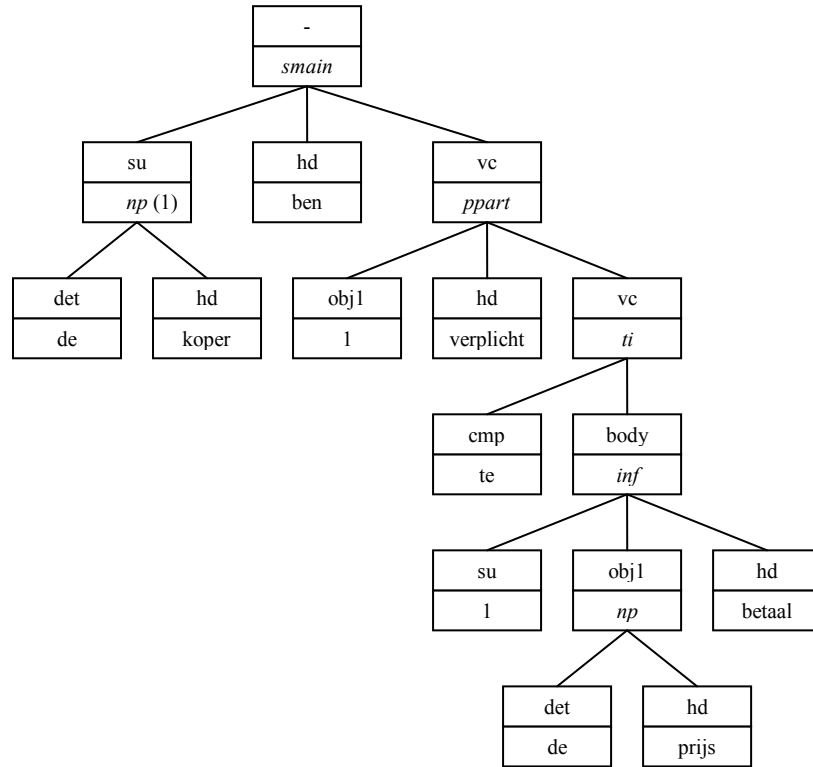 -
smain
su hd vc
np (1) ben ppart
det hd obj1 hd vc
de koper 1 verplicht ti
cmp body
te inf
su obj1 hd
1 np betaal
det hd
de prijs